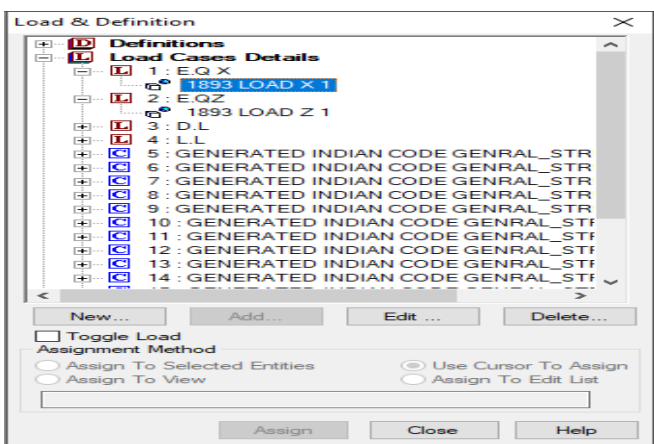 Load & Definition
D Definitions
L Load Cases Details
L 1 : E.Q X
1893 LOAD X 1
L 2 : E.QZ
1893 LOAD Z 1
L 3 : D.L
L 4 : L.L
C 5 : GENERATED INDIAN CODE GENRAL_STR
C 6 : GENERATED INDIAN CODE GENRAL_STR
C 7 : GENERATED INDIAN CODE GENRAL_STR
C 8 : GENERATED INDIAN CODE GENRAL_STR
C 9 : GENERATED INDIAN CODE GENRAL_STR
C 10 : GENERATED INDIAN CODE GENRAL_STF
C 11 : GENERATED INDIAN CODE GENRAL_STF
C 12 : GENERATED INDIAN CODE GENRAL_STF
C 13 : GENERATED INDIAN CODE GENRAL_STF
C 14 : GENERATED INDIAN CODE GENRAL_STF
New... Add... Edit ... Delete...
Toggle Load
Assignment Method
Assign To Selected Entities Use Cursor To Assign
Assign To View Assign To Edit List
Assign Close Help